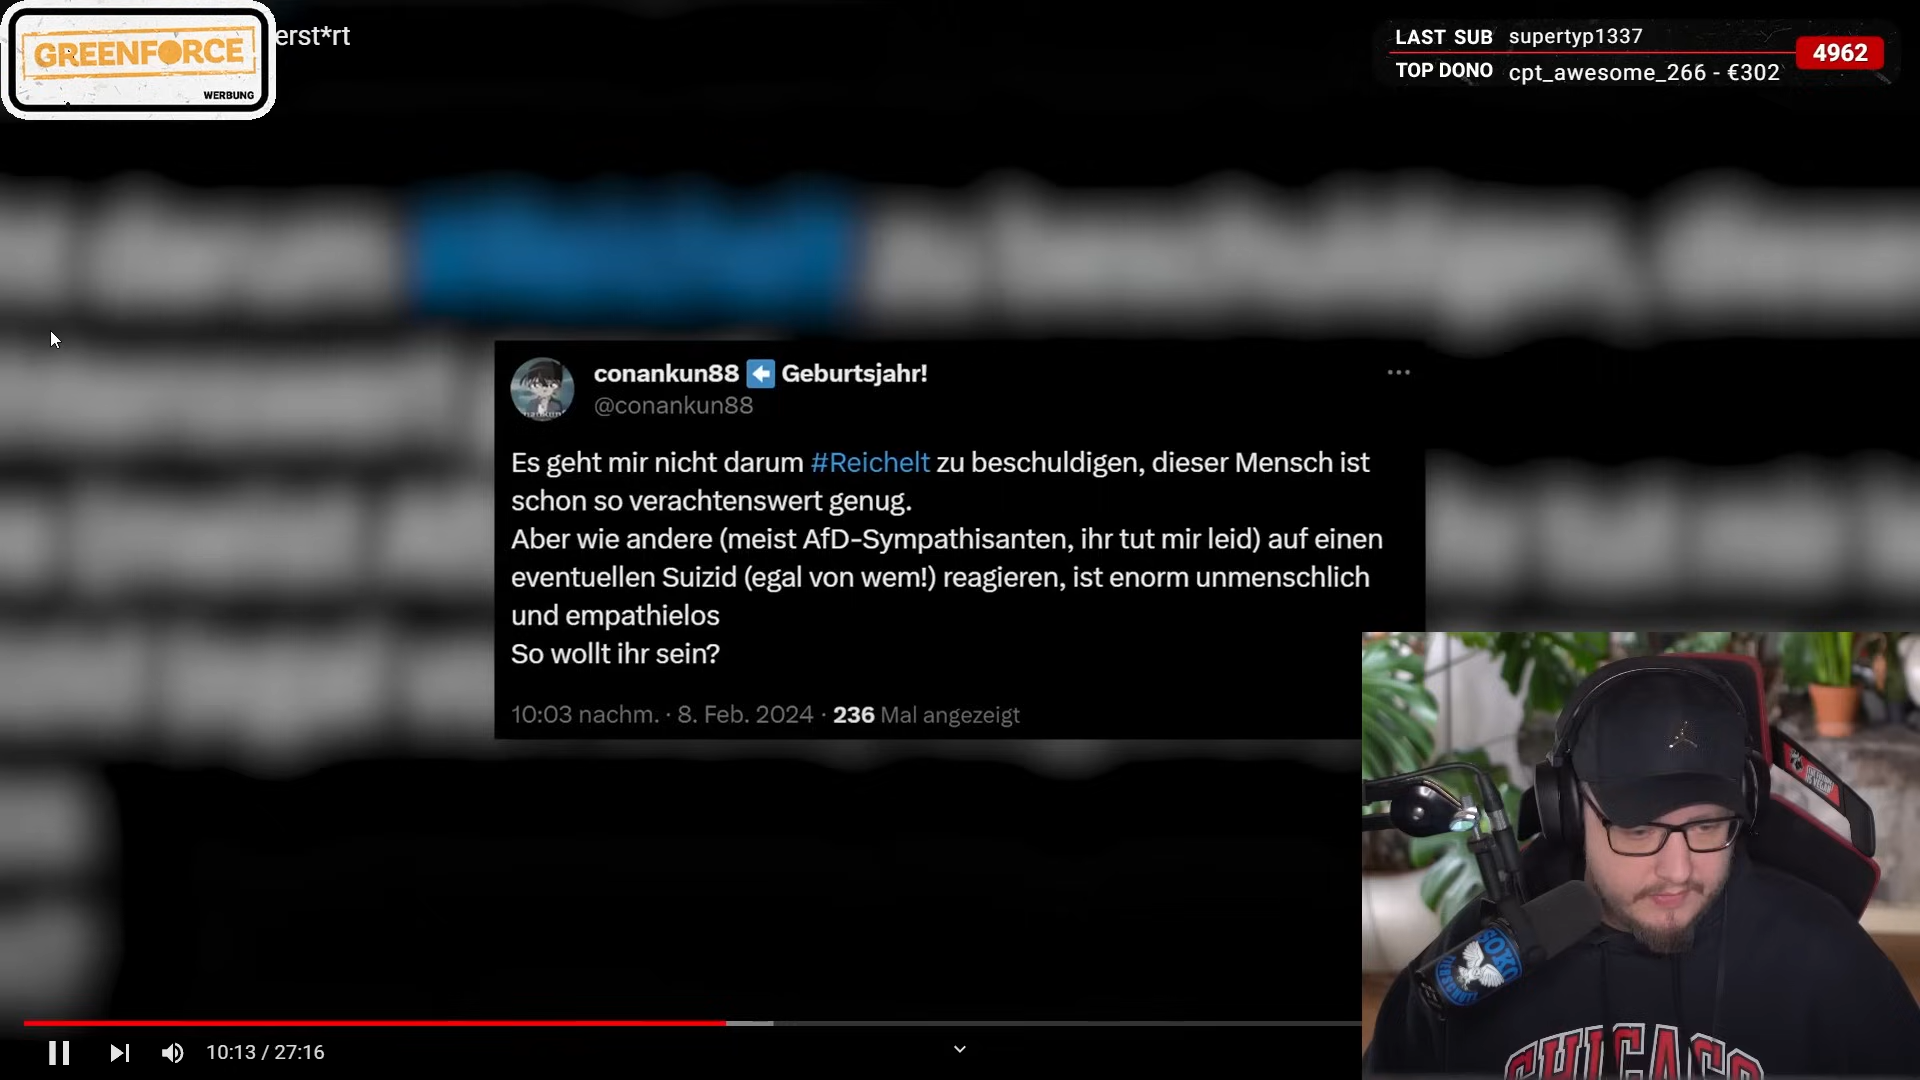 GREENFORCE
WERBUNG
erst*rt
LAST SUB supertyp1337
TOP DONO cpt_awesome_266 - €302
4962
conankun88 ⬅ Geburtsjahr!
@conankun88
Es geht mir nicht darum #Reichelt zu beschuldigen, dieser Mensch ist
schon so verachtenswert genug.
Aber wie andere (meist AfD-Sympathisanten, ihr tut mir leid) auf einen
eventuellen Suizid (egal von wem!) reagieren, ist enorm unmenschlich
und empathielos
So wollt ihr sein?
10:03 nachm. · 8. Feb. 2024 · 236 Mal angezeigt
SOKO
TIERSCHUTZ
CHICAGO
10:13 / 27:16